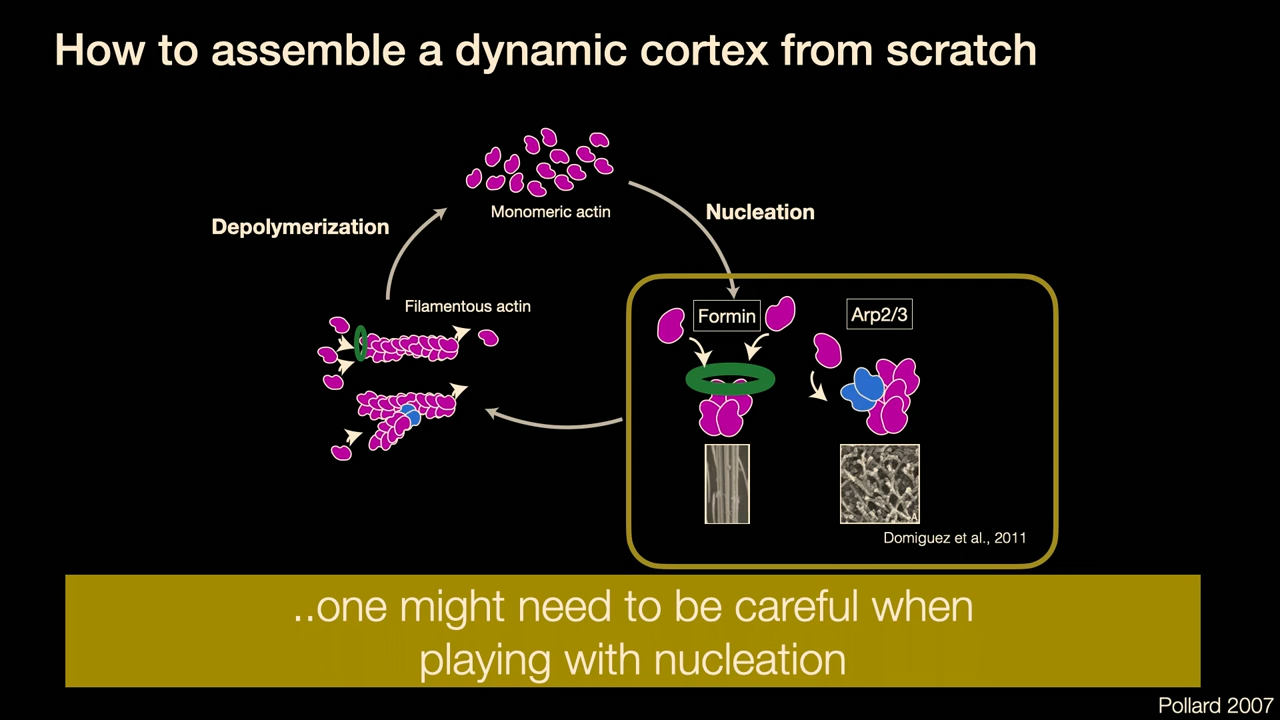 How to assemble a dynamic cortex from scratch
Monomeric actin
Nucleation
Depolymerization
Filamentous actin
Formin
Arp2/3
A
Domiguez et al., 2011
..one might need to be careful when
playing with nucleation
Pollard 2007